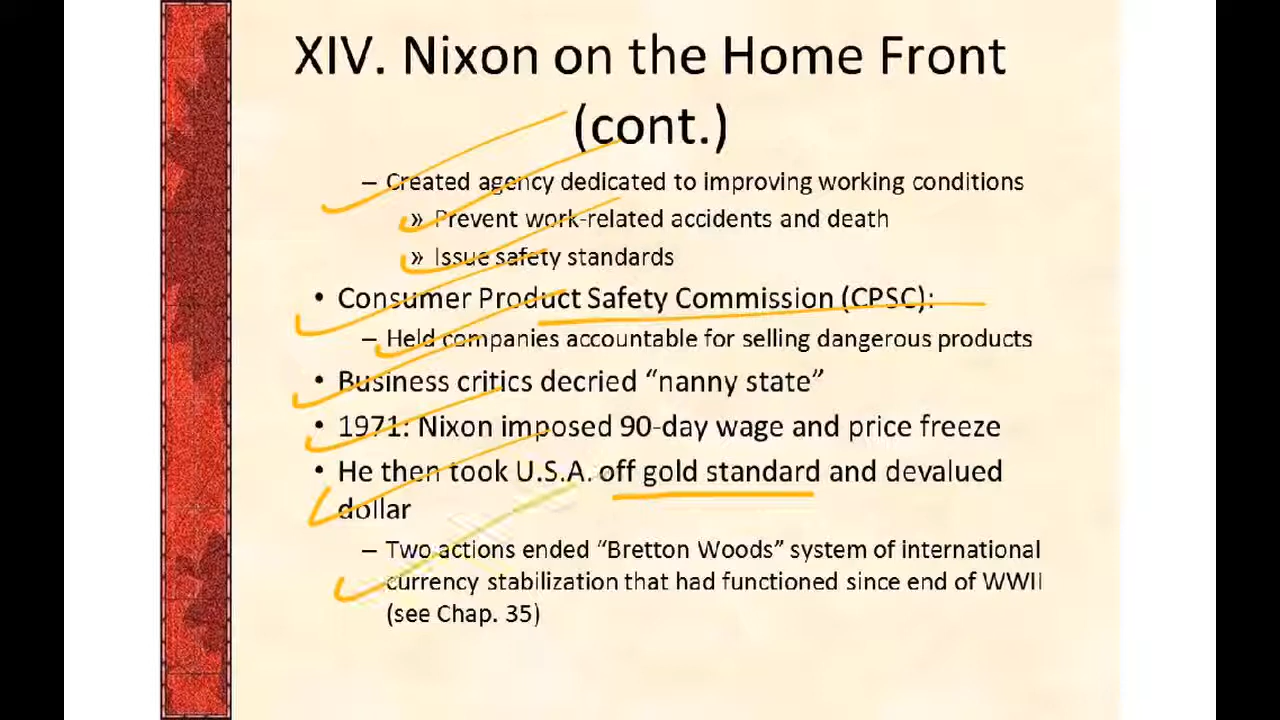 XIV. Nixon on the Home Front
(cont.)
– Created agency dedicated to improving working conditions
» Prevent work-related accidents and death
» Issue safety standards
• Consumer Product Safety Commission (CPSC):
– Held companies accountable for selling dangerous products
• Business critics decried “nanny state”
• 1971: Nixon imposed 90-day wage and price freeze
• He then took U.S.A. off gold standard and devalued
dollar
– Two actions ended “Bretton Woods” system of international
currency stabilization that had functioned since end of WWII
(see Chap. 35)